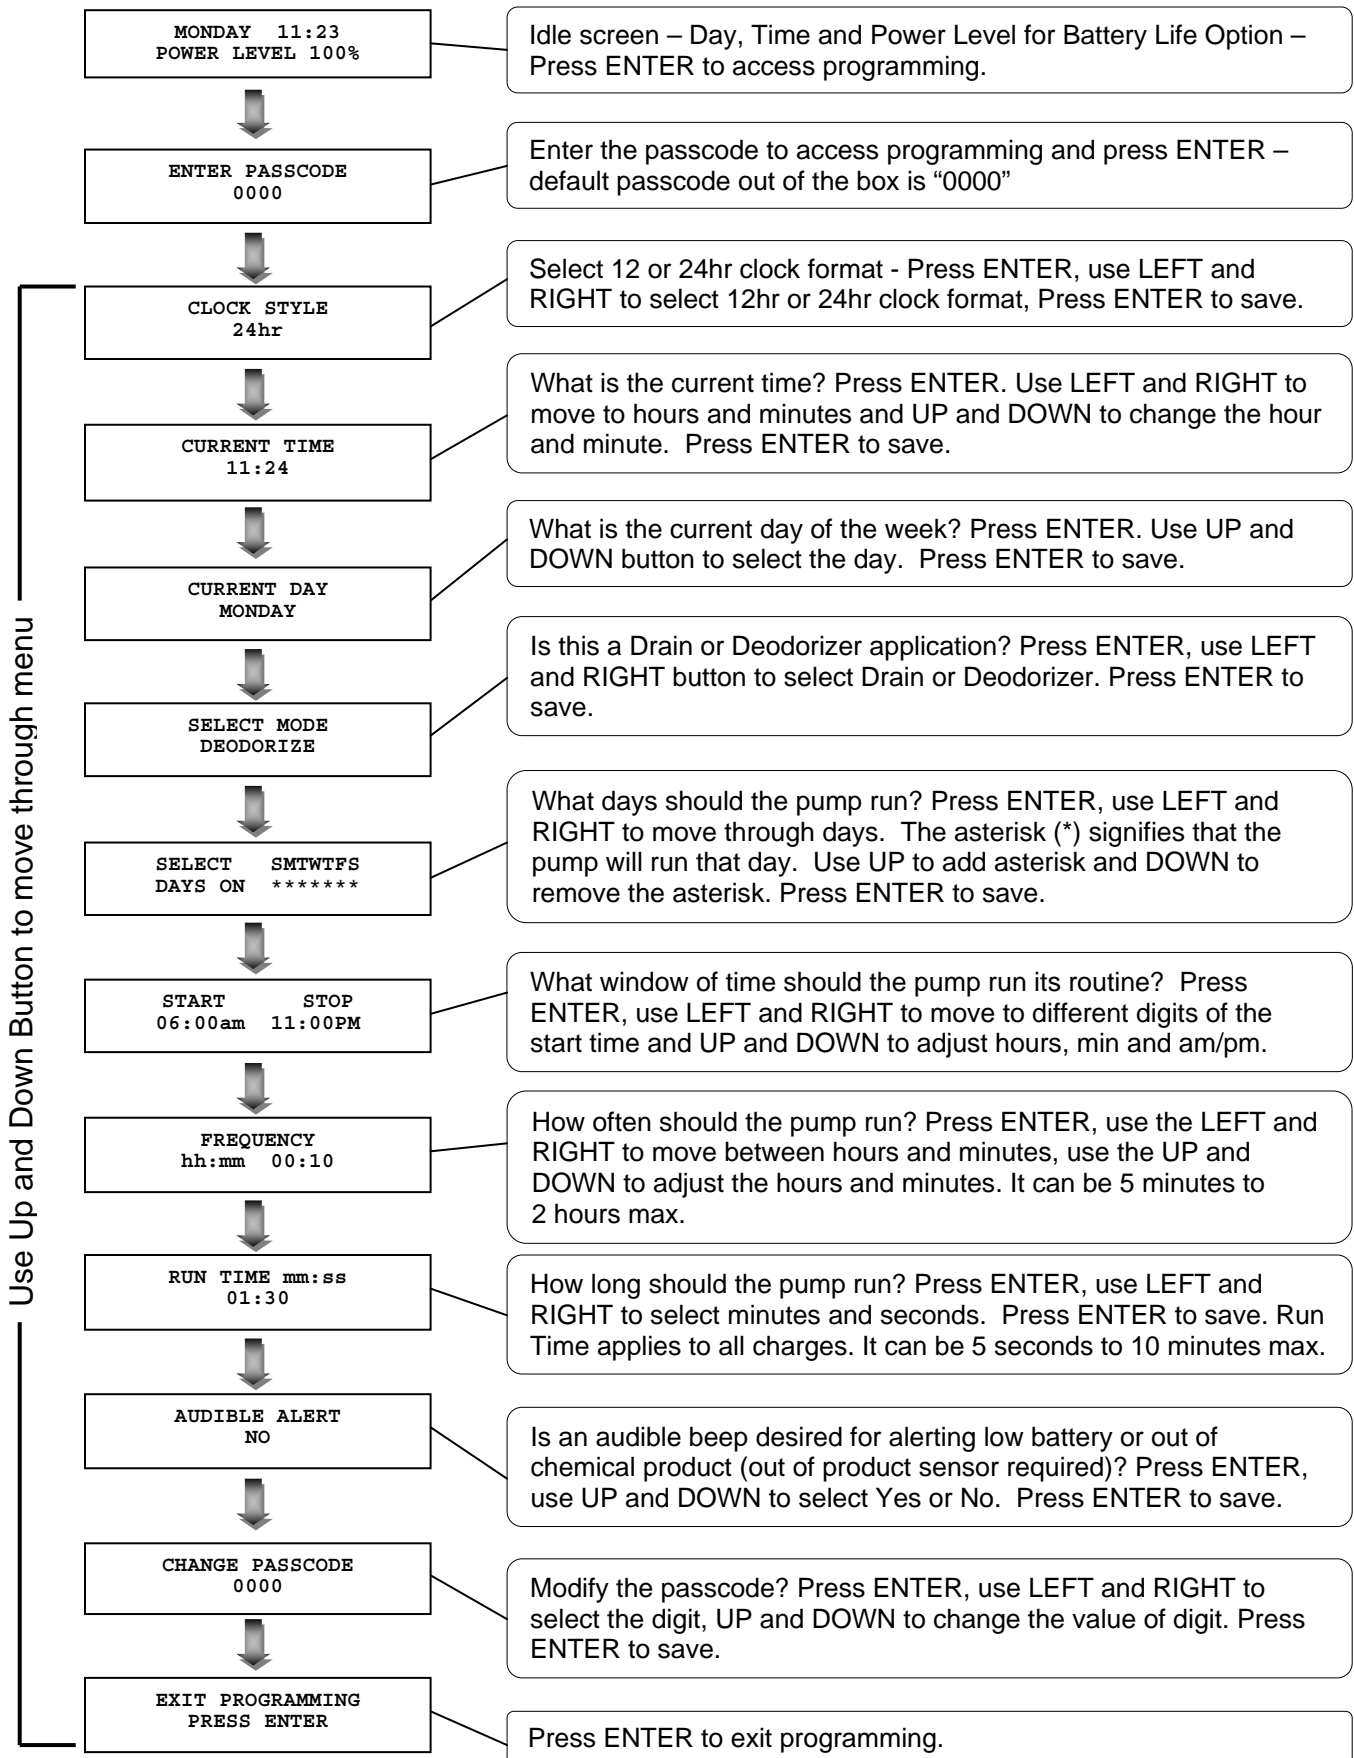 MONDAY 11:23
POWER LEVEL 100%
Idle screen – Day, Time and Power Level for Battery Life Option –
Press ENTER to access programming.
ENTER PASSCODE
0000
Enter the passcode to access programming and press ENTER –
default passcode out of the box is “0000”
Use Up and Down Button to move through menu
CLOCK STYLE
24hr
Select 12 or 24hr clock format - Press ENTER, use LEFT and
RIGHT to select 12hr or 24hr clock format, Press ENTER to save.
CURRENT TIME
11:24
What is the current time? Press ENTER. Use LEFT and RIGHT to
move to hours and minutes and UP and DOWN to change the hour
and minute. Press ENTER to save.
CURRENT DAY
MONDAY
What is the current day of the week? Press ENTER. Use UP and
DOWN button to select the day. Press ENTER to save.
SELECT MODE
DEODORIZE
Is this a Drain or Deodorizer application? Press ENTER, use LEFT
and RIGHT button to select Drain or Deodorizer. Press ENTER to
save.
SELECT SMTWTFS
DAYS ON *******
What days should the pump run? Press ENTER, use LEFT and
RIGHT to move through days. The asterisk (*) signifies that the
pump will run that day. Use UP to add asterisk and DOWN to
remove the asterisk. Press ENTER to save.
START STOP
06:00am 11:00PM
What window of time should the pump run its routine? Press
ENTER, use LEFT and RIGHT to move to different digits of the
start time and UP and DOWN to adjust hours, min and am/pm.
FREQUENCY
hh:mm 00:10
How often should the pump run? Press ENTER, use the LEFT and
RIGHT to move between hours and minutes, use the UP and
DOWN to adjust the hours and minutes. It can be 5 minutes to
2 hours max.
RUN TIME mm:ss
01:30
How long should the pump run? Press ENTER, use LEFT and
RIGHT to select minutes and seconds. Press ENTER to save. Run
Time applies to all charges. It can be 5 seconds to 10 minutes max.
AUDIBLE ALERT
NO
Is an audible beep desired for alerting low battery or out of
chemical product (out of product sensor required)? Press ENTER,
use UP and DOWN to select Yes or No. Press ENTER to save.
CHANGE PASSCODE
0000
Modify the passcode? Press ENTER, use LEFT and RIGHT to
select the digit, UP and DOWN to change the value of digit. Press
ENTER to save.
EXIT PROGRAMMING
PRESS ENTER
Press ENTER to exit programming.